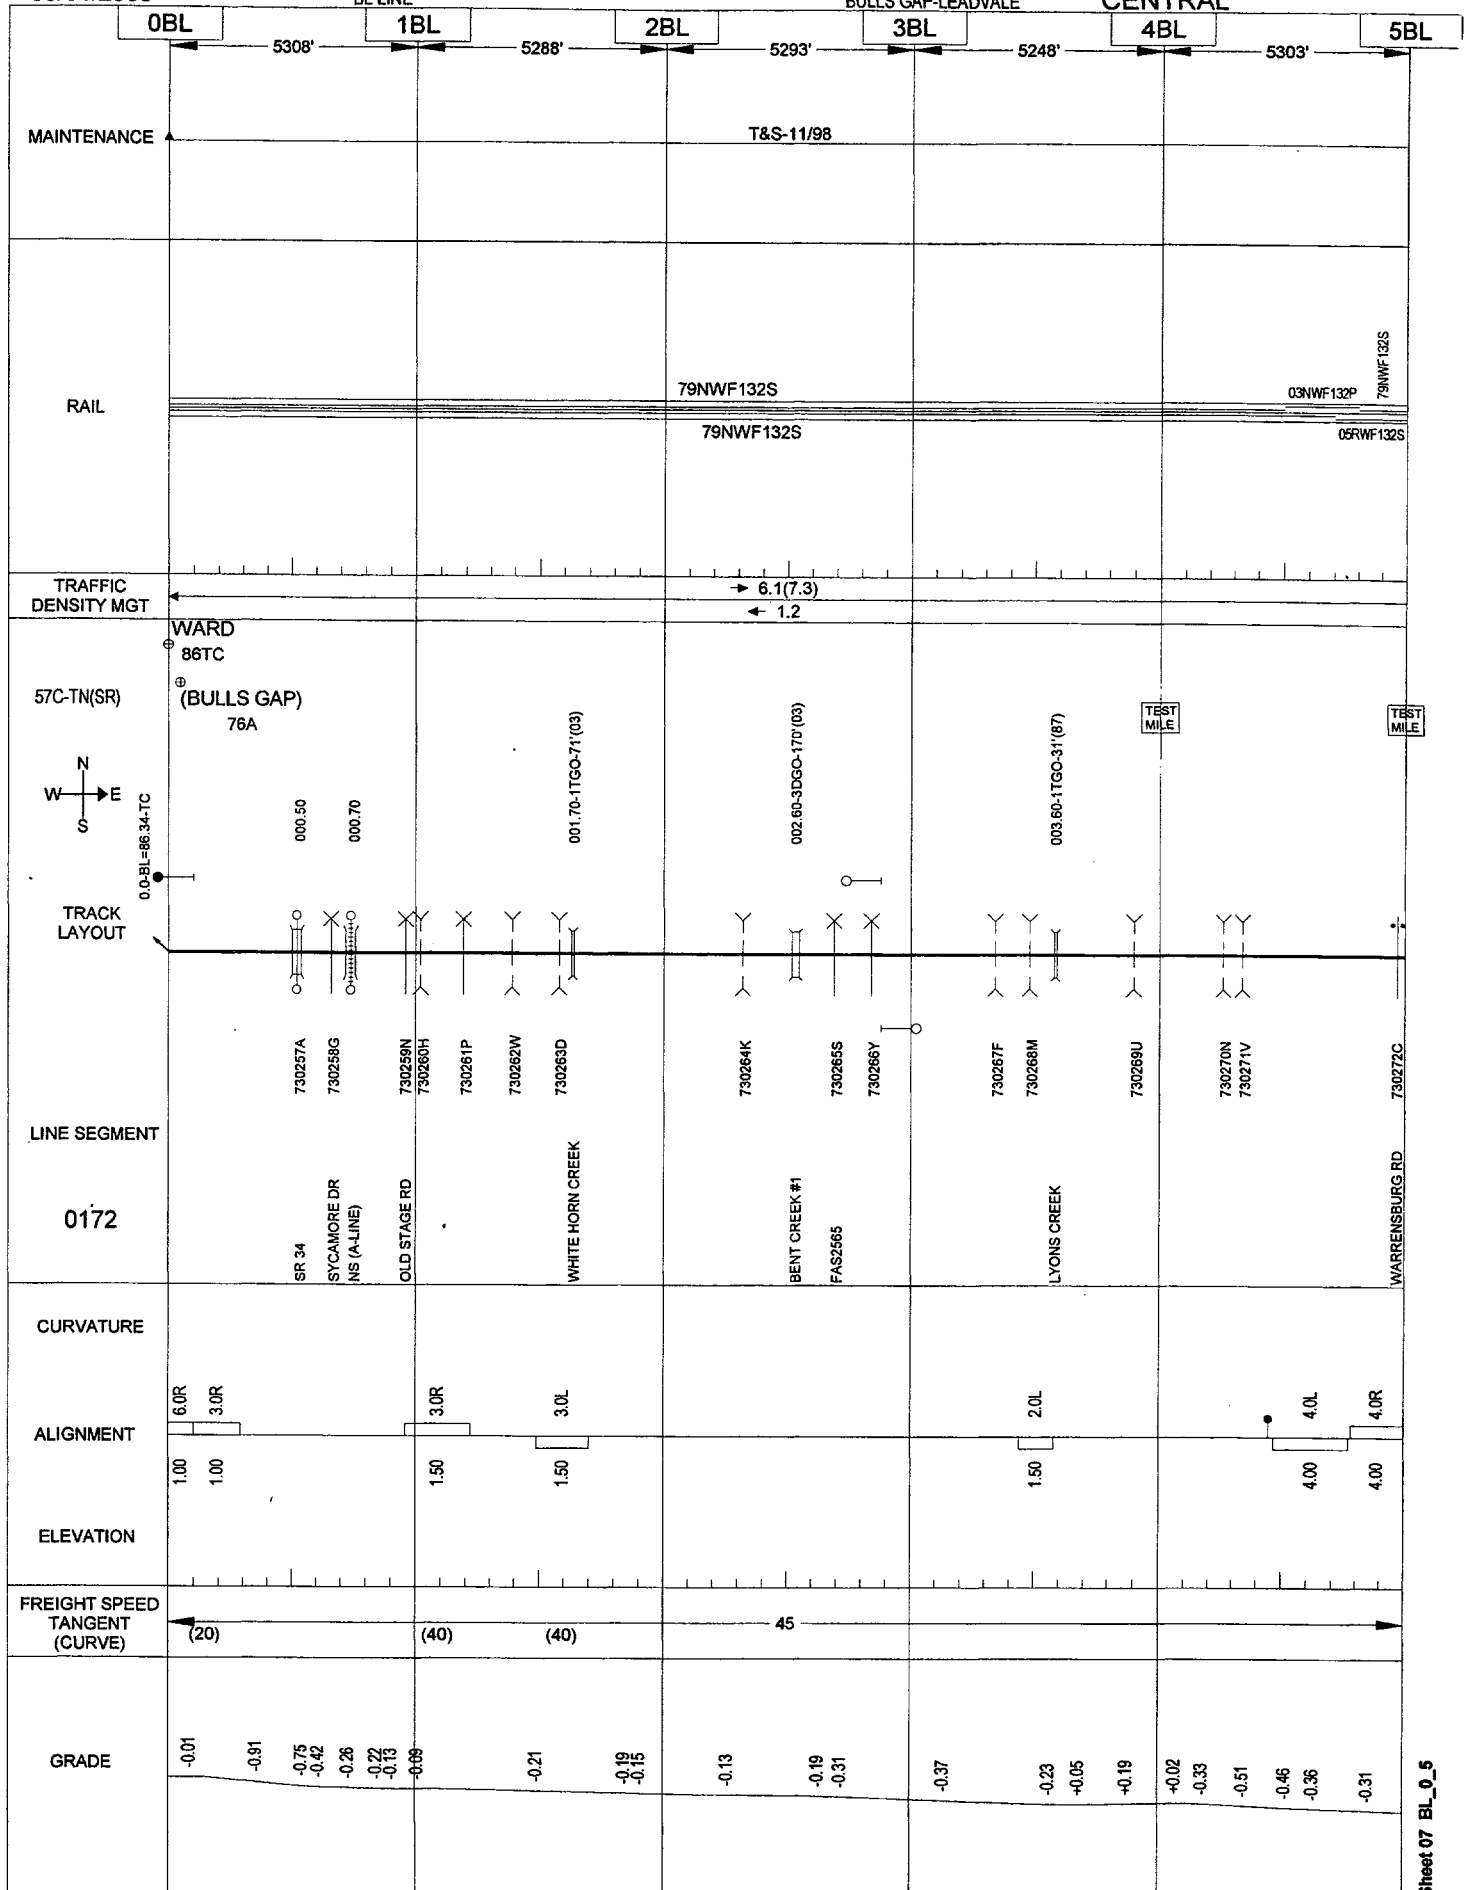 BL LINE
BULLS GAP-LEADVALE
CENTRAL
0BL 1BL 2BL 3BL 4BL 5BL
5308' 5288' 5293' 5248' 5303'
MAINTENANCE
T&S-11/98
RAIL
79NWF132S
79NWF132S
03NWF132P
79NWF132S
05RWF132S
TRAFFIC
DENSITY MGT
6.1(7.3)
1.2
WARD
86TC
57C-TN(SR)
(BULLS GAP)
76A
TEST
MILE
TEST
MILE
N
W E
S
0.0-BL=86.34-TC
000.50
000.70
001.70-1TGO-71'(03)
002.60-3DGO-170'(03)
003.60-1TGO-31'(87)
TRACK
LAYOUT
730257A
730258G
730259N
730260H
730261P
730262W
730263D
730264K
730265S
730266Y
730267F
730268M
730269U
730270N
730271V
730272C
LINE SEGMENT
0172
SR 34
SYCAMORE DR
NS (A-LINE)
OLD STAGE RD
WHITE HORN CREEK
BENT CREEK #1
FAS2565
LYONS CREEK
WARRENSBURG RD
CURVATURE
6.0R
3.0R
3.0R
3.0L
2.0L
4.0L
4.0R
ALIGNMENT
1.00
1.00
1.50
1.50
1.50
4.00
4.00
ELEVATION
FREIGHT SPEED
TANGENT
(CURVE)
(20)
(40)
(40)
45
GRADE
-0.01
-0.91
-0.75
-0.42
-0.26
-0.22
-0.13
-0.09
-0.21
-0.19
-0.15
-0.13
-0.19
-0.31
-0.37
-0.23
+0.05
+0.19
+0.02
-0.33
-0.51
-0.46
-0.36
-0.31
Sheet 07 BL_0_5